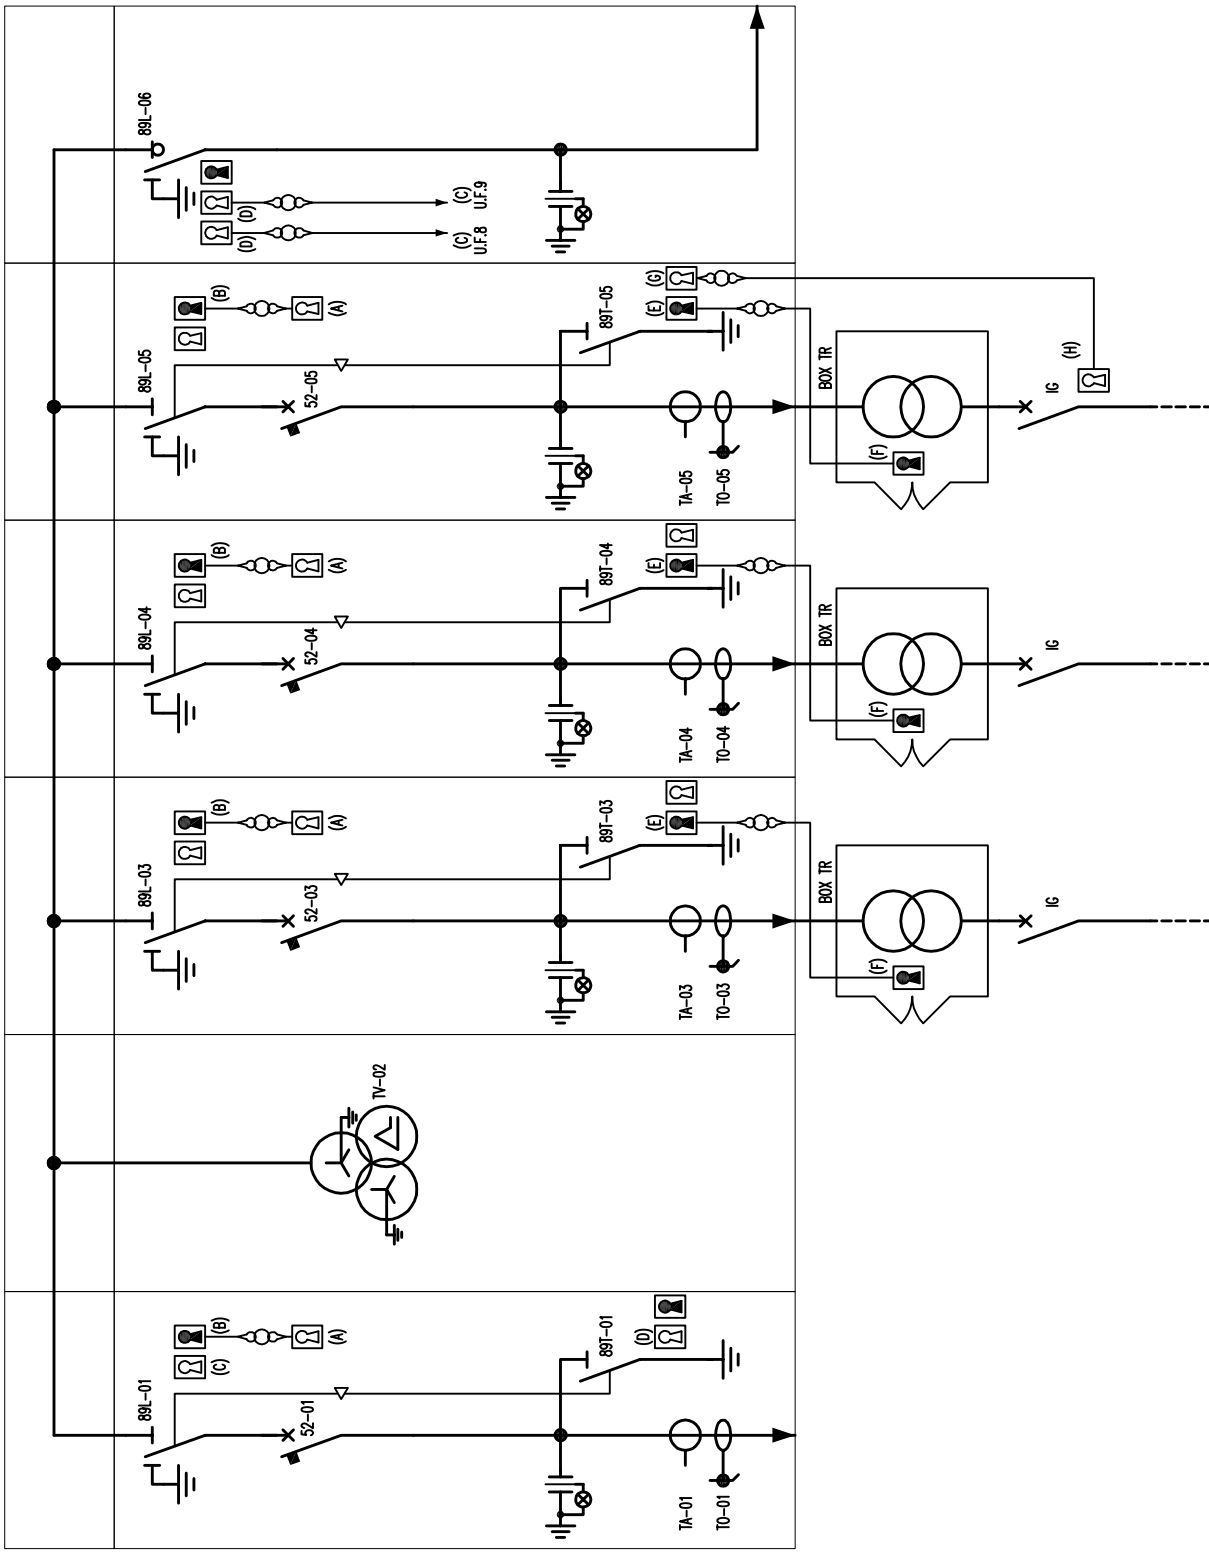 89L-06
(D)
(C)
U.F.9
(D)
(C)
U.F.8
89L-05
(B)
(A)
52-05
89T-05
(G)
(E)
TA-05
TO-05
BOX TR
(F)
(H)
IG
89L-04
(B)
(A)
52-04
89T-04
(E)
TA-04
TO-04
BOX TR
(F)
IG
89L-03
(B)
(A)
52-03
89T-03
(E)
TA-03
TO-03
BOX TR
(F)
IG
TV-02
89L-01
(B)
(C)
(A)
52-01
89T-01
(D)
TA-01
TO-01